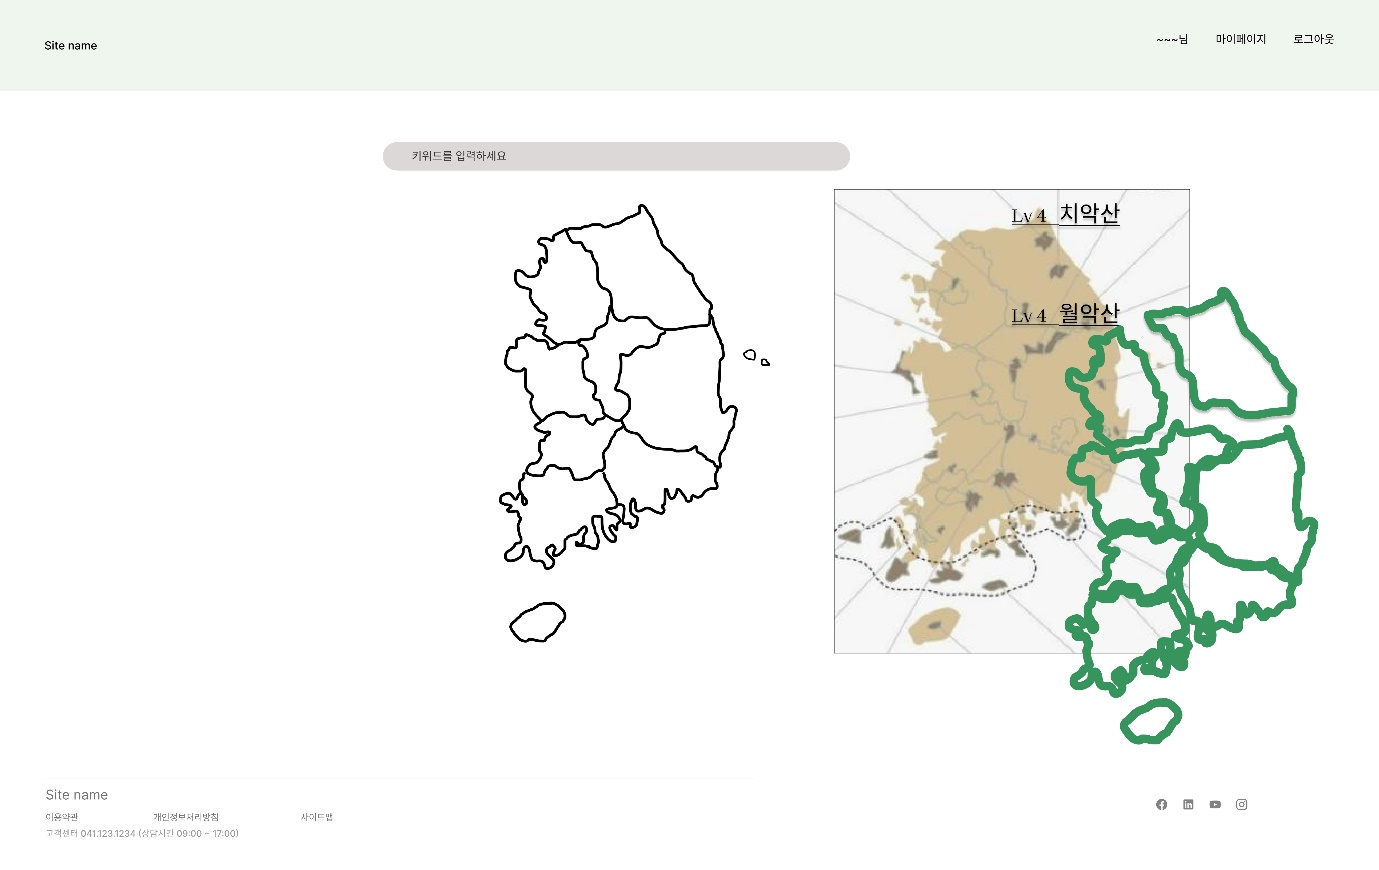 Site name
~~~님 마이페이지 로그아웃
키워드를 입력하세요
Lv 4 치악산
Lv 4 월악산
Site name
이용약관 개인정보처리방침 사이트맵
고객센터 041.123.1234 (상담시간 09:00 ~ 17:00)